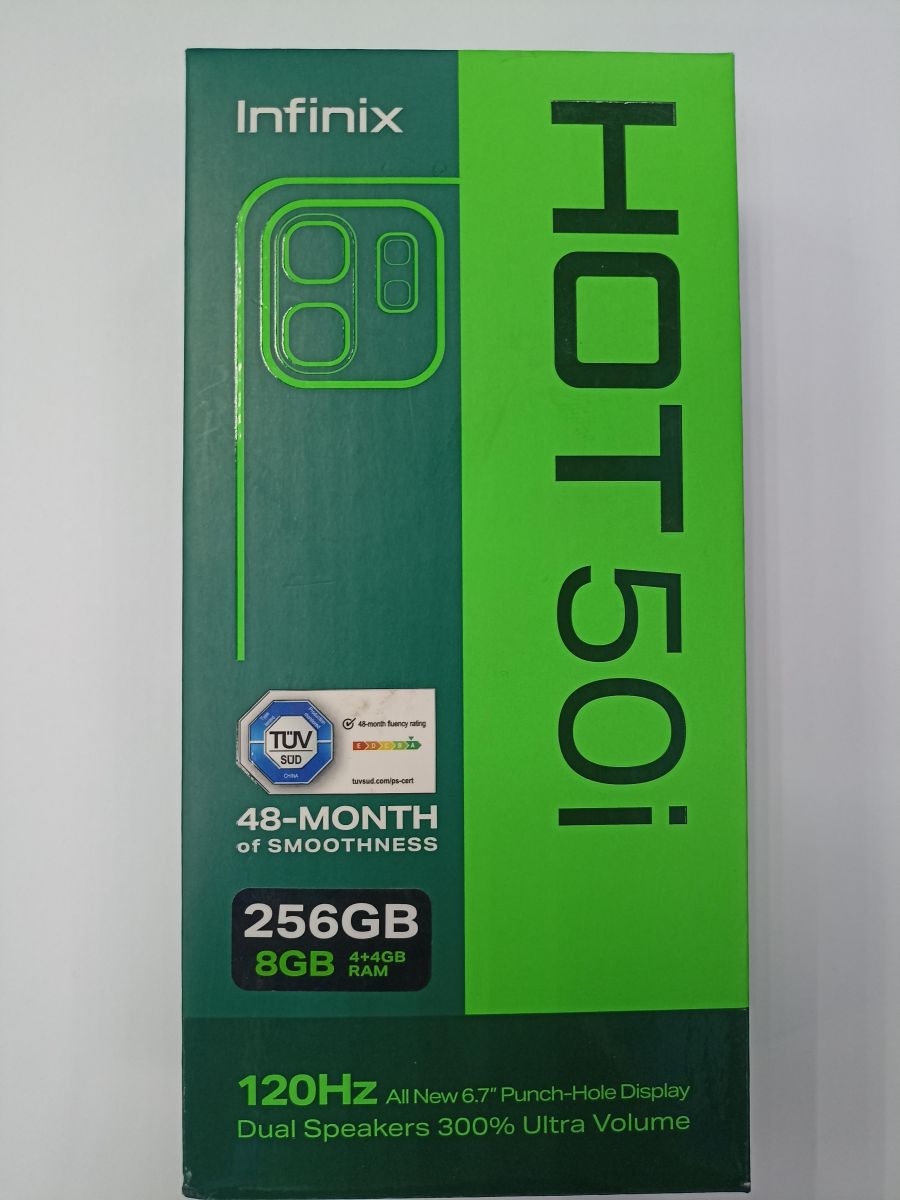 Infinix
HOT 50i
TÜV
SÜD
CHINA
48-month fluency rating
E D C B A
tuvsud.com/ps-cert
48-MONTH
of SMOOTHNESS
256GB
8GB 4+4GB
RAM
120Hz All New 6.7" Punch-Hole Display
Dual Speakers 300% Ultra Volume